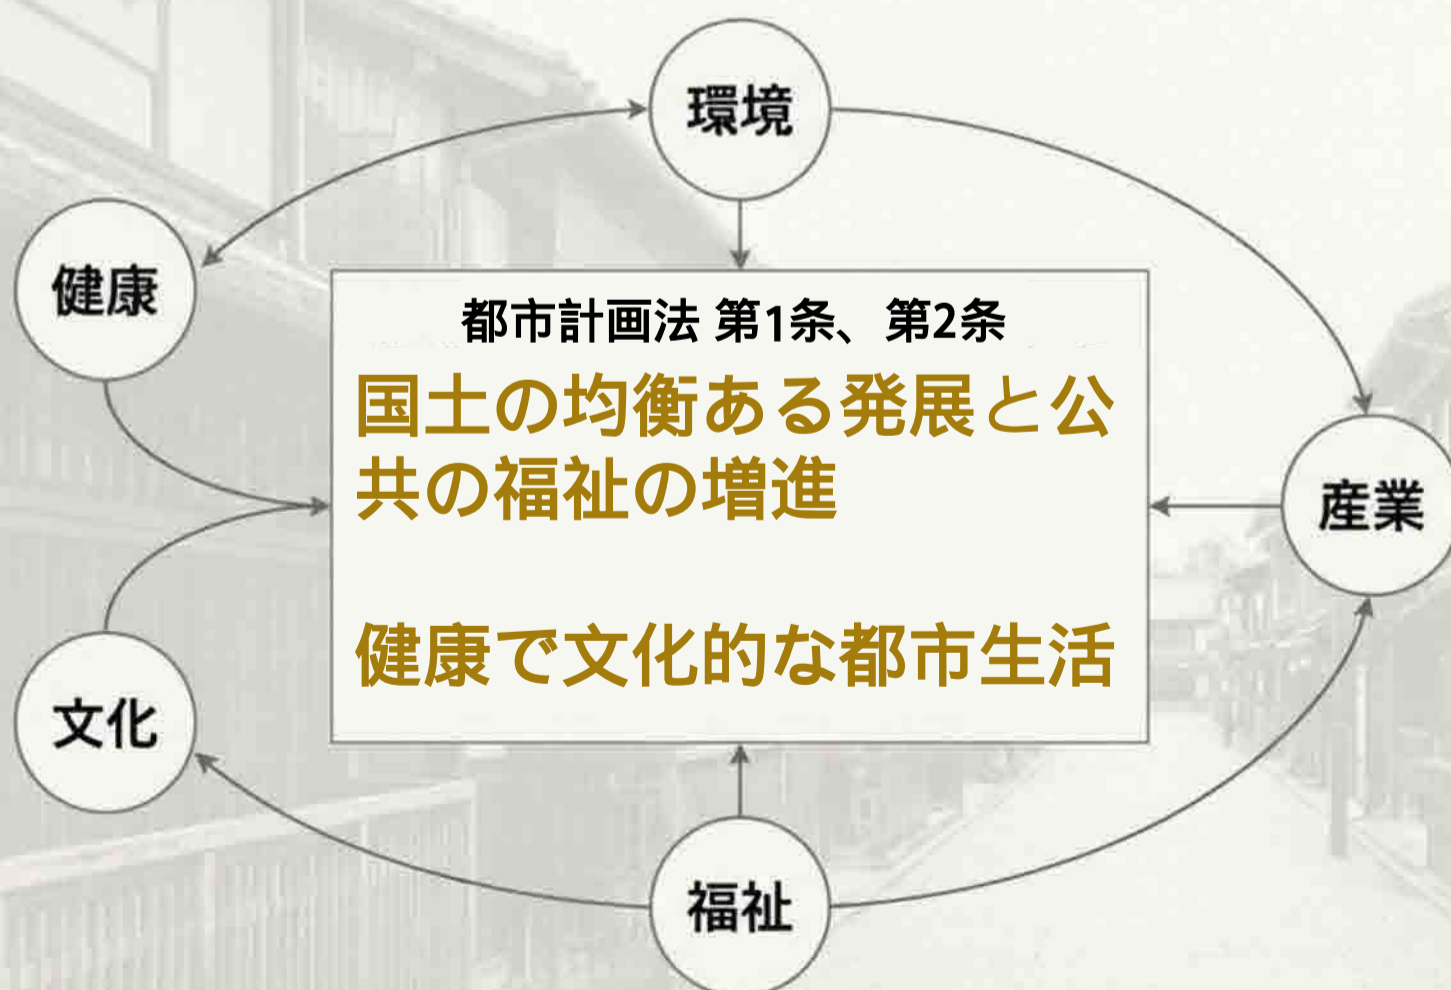 環境
健康
都市計画法 第1条、第2条
国土の均衡ある発展と公
共の福祉の増進
健康で文化的な都市生活
産業
文化
福祉